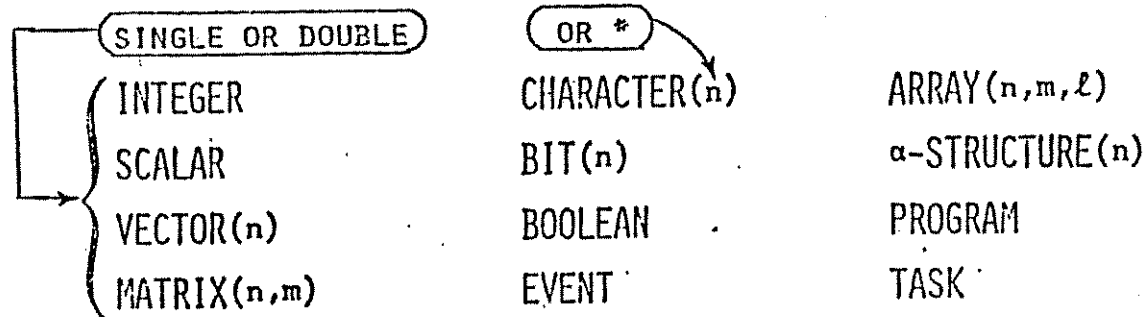 SINGLE OR DOUBLE OR *
INTEGER CHARACTER(n) ARRAY(n,m,ℓ)
SCALAR BIT(n) α-STRUCTURE(n)
VECTOR(n) BOOLEAN PROGRAM
MATRIX(n,m) EVENT TASK